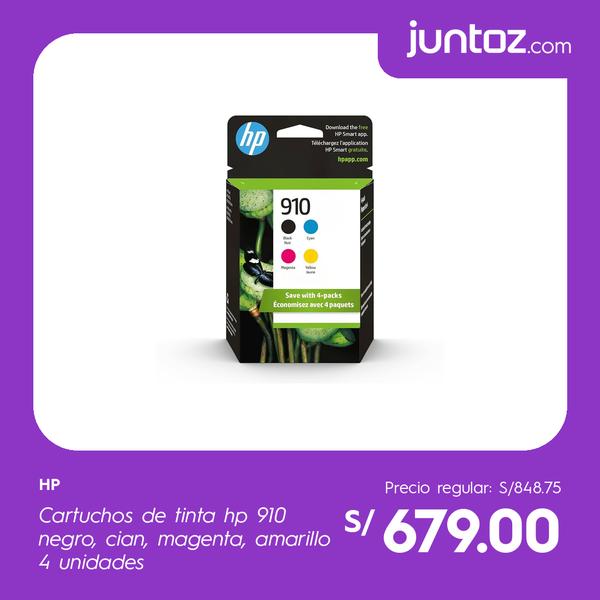 juntoz.com
hp
Download the free
HP Smart app.
Téléchargez l'application
HP Smart gratuite.
hpapp.com
910
Black
Noir
Cyan
Magenta
Yellow
Jaune
Save with 4-packs
Économisez avec 4 paquets
HP
Cartuchos de tinta hp 910
negro, cian, magenta, amarillo
4 unidades
Precio regular: S/848.75
S/ 679.00